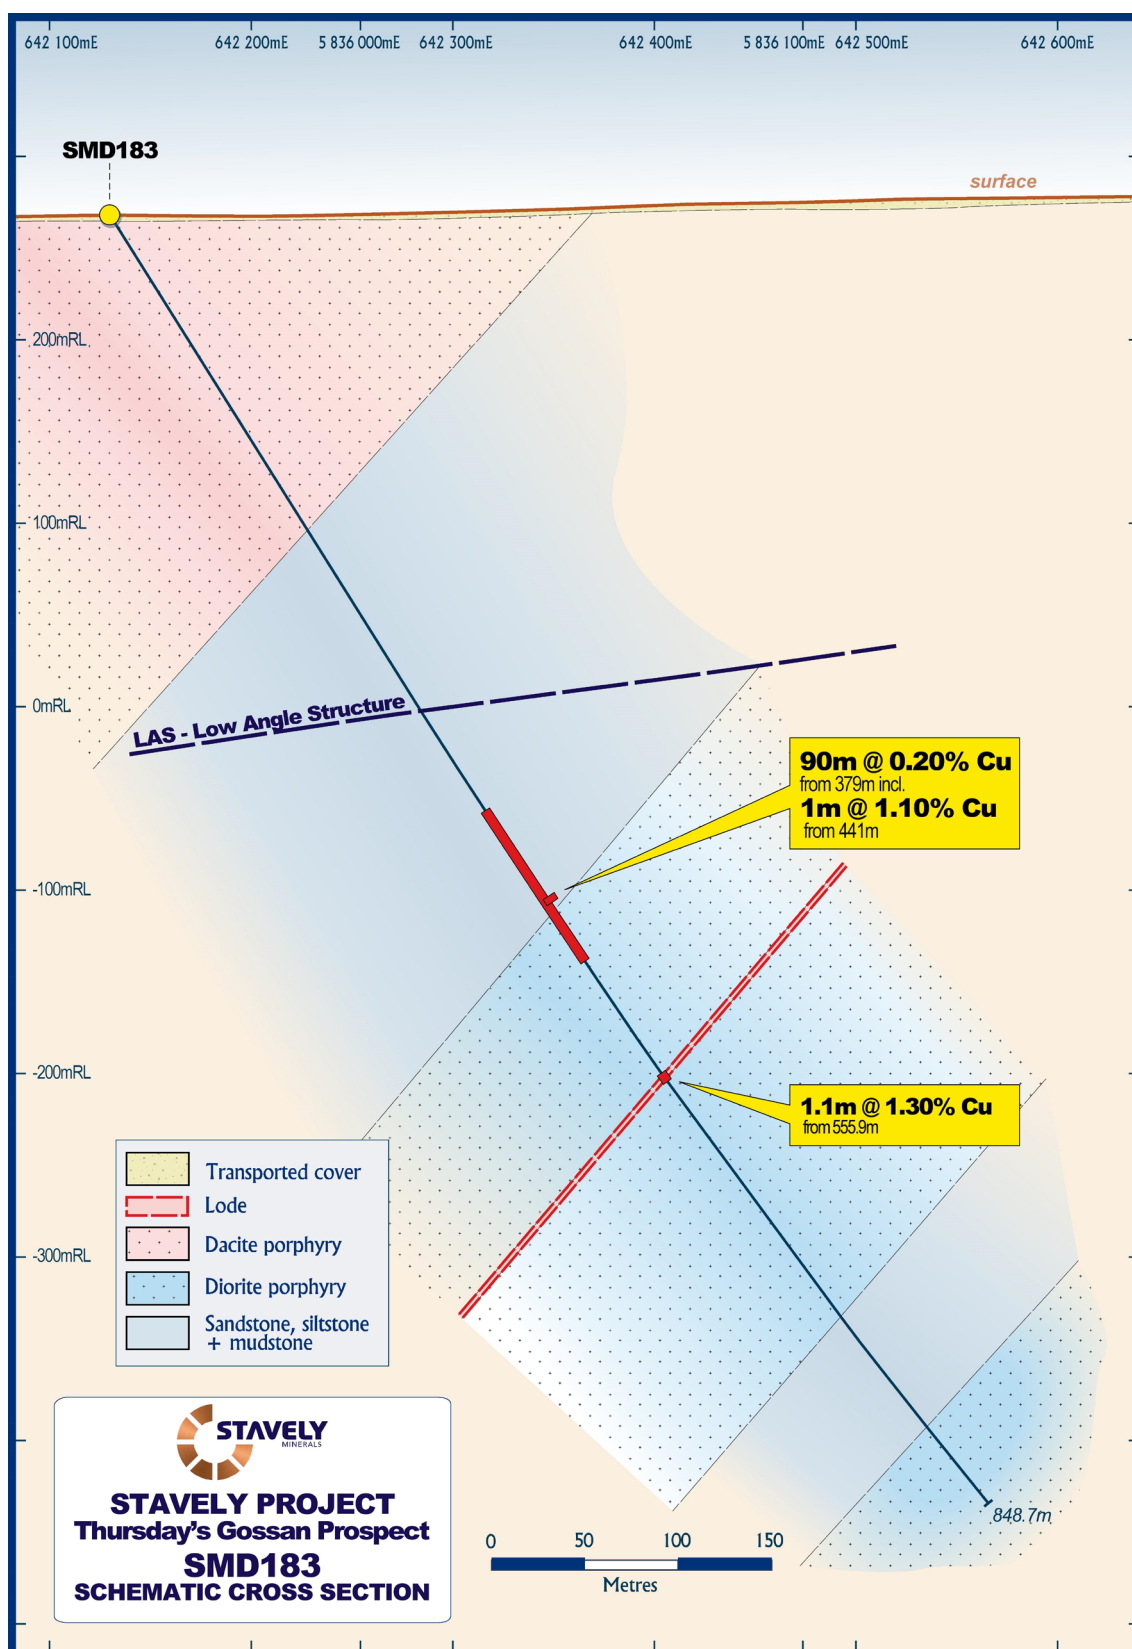 642 100mE 642 200mE 5 836 000mE 642 300mE 642 400mE 5 836 100mE 642 500mE 642 600mE
SMD183
surface
200mRL
100mRL
0mRL
LAS - Low Angle Structure
90m @ 0.20% Cu
from 379m incl.
1m @ 1.10% Cu
from 441m
-100mRL
-200mRL
1.1m @ 1.30% Cu
from 555.9m
-300mRL
Transported cover
Lode
Dacite porphyry
Diorite porphyry
Sandstone, siltstone
+ mudstone
STAVELY
MINERALS
STAVELY PROJECT
Thursday's Gossan Prospect
SMD183
SCHEMATIC CROSS SECTION
848.7m
0 50 100 150
Metres